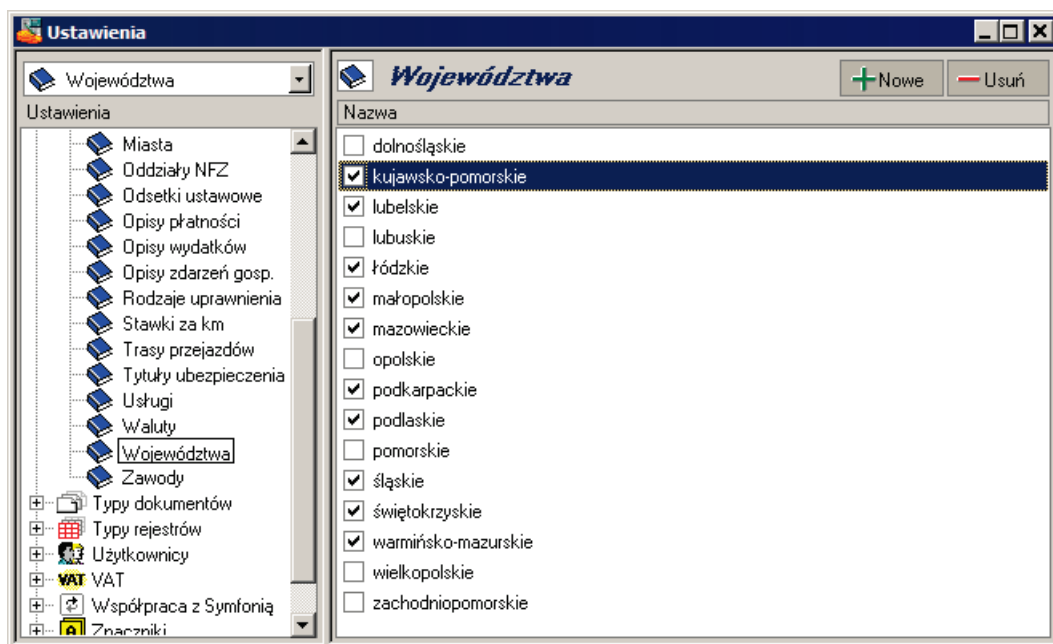 Ustawienia
Województwa
Ustawienia
Miasta
Oddziały NFZ
Odsetki ustawowe
Opisy płatności
Opisy wydatków
Opisy zdarzeń gosp.
Rodzaje uprawnienia
Stawki za km
Trasy przejazdów
Tytuły ubezpieczenia
Usługi
Waluty
Województwa
Zawody
Typy dokumentów
Typy rejestrów
Użytkownicy
VAT VAT
Współpraca z Symfonią
A Znaczniki
Województwa
Nowe
Usuń
Nazwa
dolnośląskie
kujawsko-pomorskie
lubelskie
lubuskie
łódzkie
małopolskie
mazowieckie
opolskie
podkarpackie
podlaskie
pomorskie
śląskie
świętokrzyskie
warmińsko-mazurskie
wielkopolskie
zachodniopomorskie